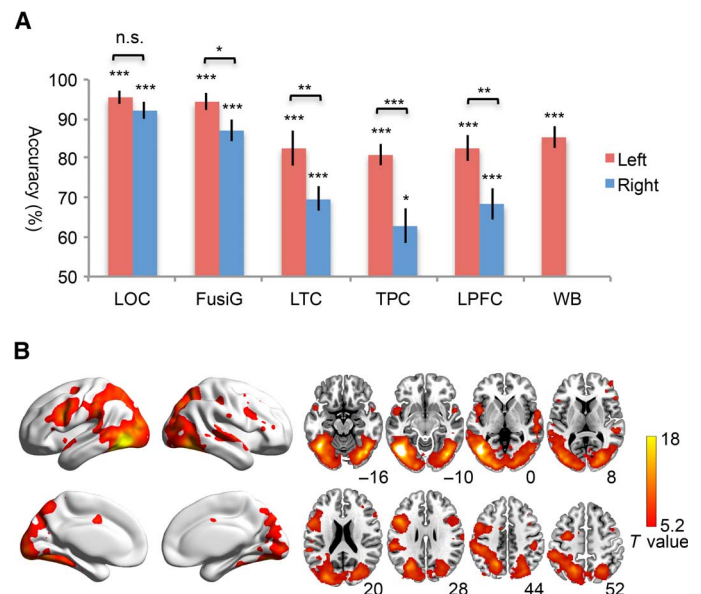 A
n.s.
*
***
***
***
***
**
***
***
***
***
*
**
***
***
***
100
90
80
70
60
50
Accuracy (%)
Left
Right
LOC FusiG LTC TPC LPFC WB
B
−16 −10 0 8
20 28 44 52
18
5.2
T value